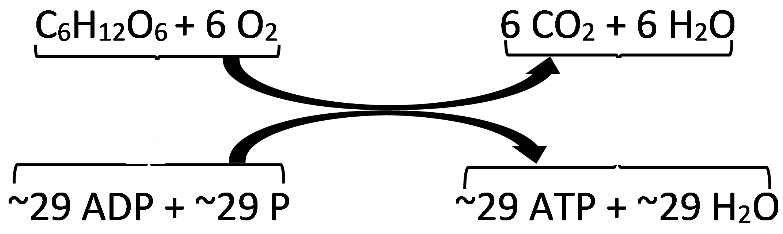 C₆H₁₂O₆ + 6 O₂ 6 CO₂ + 6 H₂O
~29 ADP + ~29 P ~29 ATP + ~29 H₂O